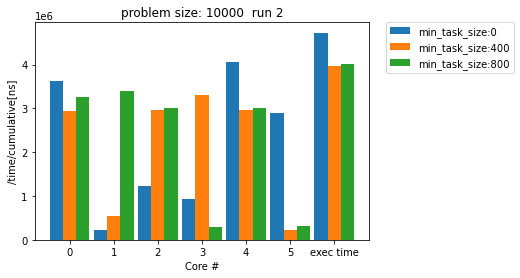 problem size: 10000  run 2
1e6
/time/cumulative[ns]
4
3
2
1
0
0 1 2 3 4 5 exec time
Core #
min_task_size:0
min_task_size:400
min_task_size:800